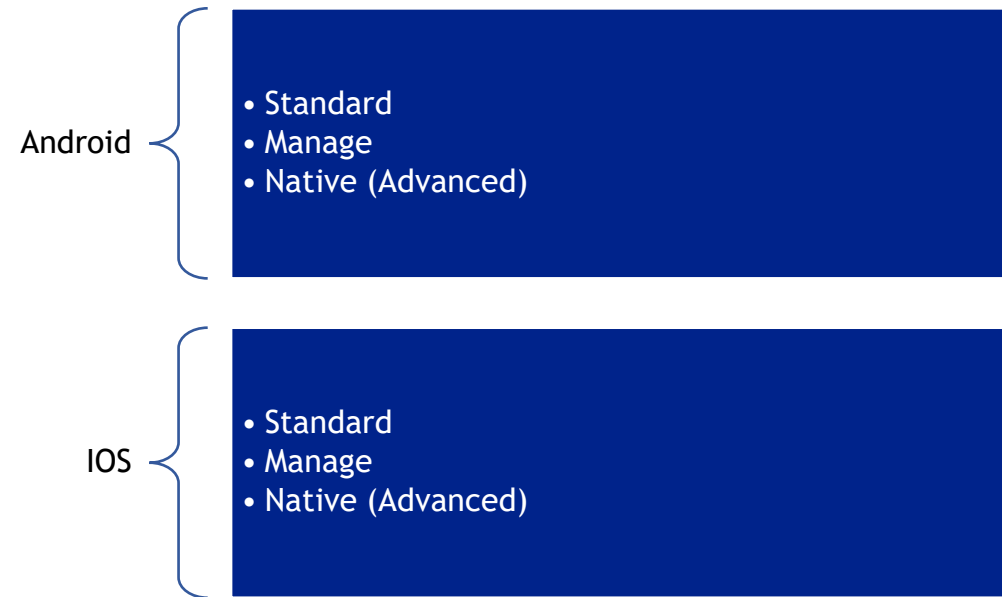 Android
• Standard
• Manage
• Native (Advanced)
IOS
• Standard
• Manage
• Native (Advanced)